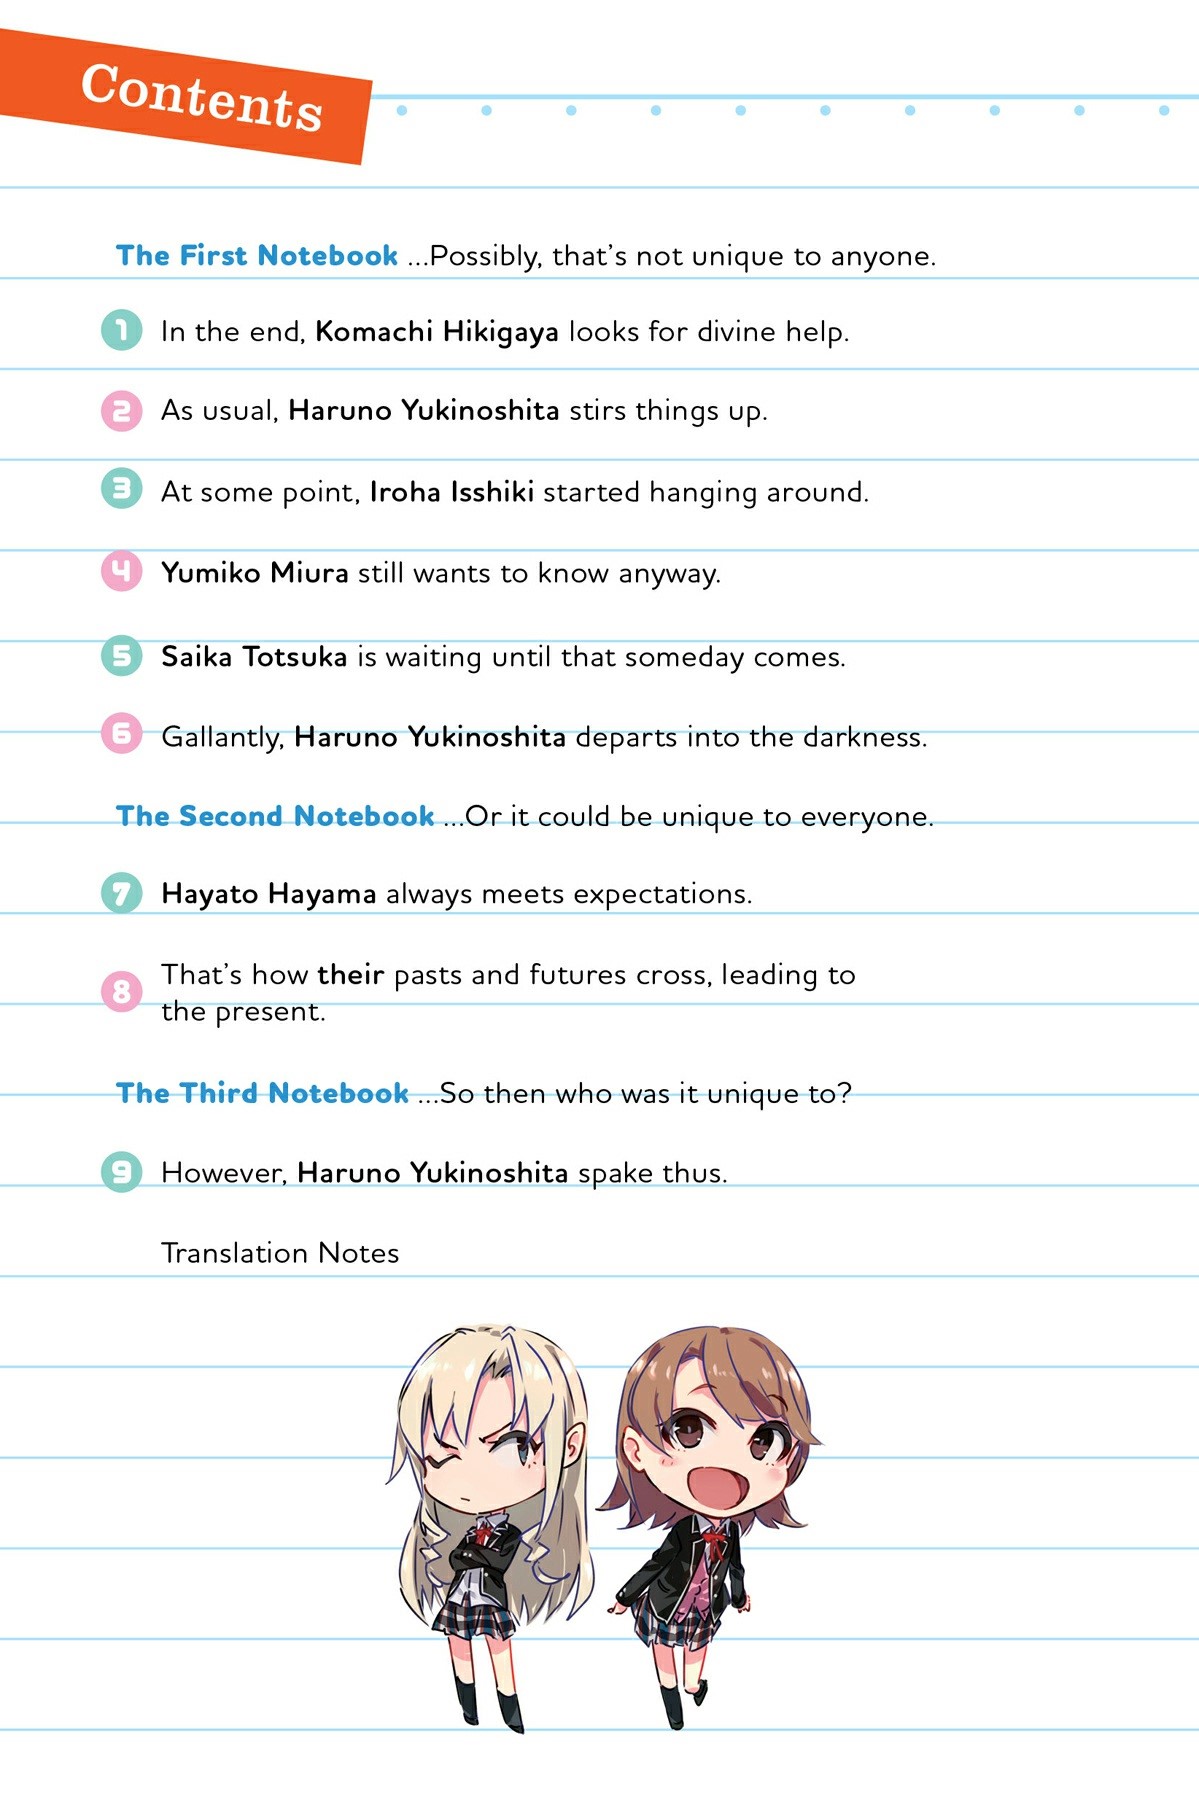 Contents
The First Notebook ...Possibly, that's not unique to anyone.
1 In the end, Komachi Hikigaya looks for divine help.
2 As usual, Haruno Yukinoshita stirs things up.
3 At some point, Iroha Isshiki started hanging around.
4 Yumiko Miura still wants to know anyway.
5 Saika Totsuka is waiting until that someday comes.
6 Gallantly, Haruno Yukinoshita departs into the darkness.
The Second Notebook ...Or it could be unique to everyone.
7 Hayato Hayama always meets expectations.
8 That's how their pasts and futures cross, leading to
the present.
The Third Notebook ...So then who was it unique to?
9 However, Haruno Yukinoshita spake thus.
Translation Notes